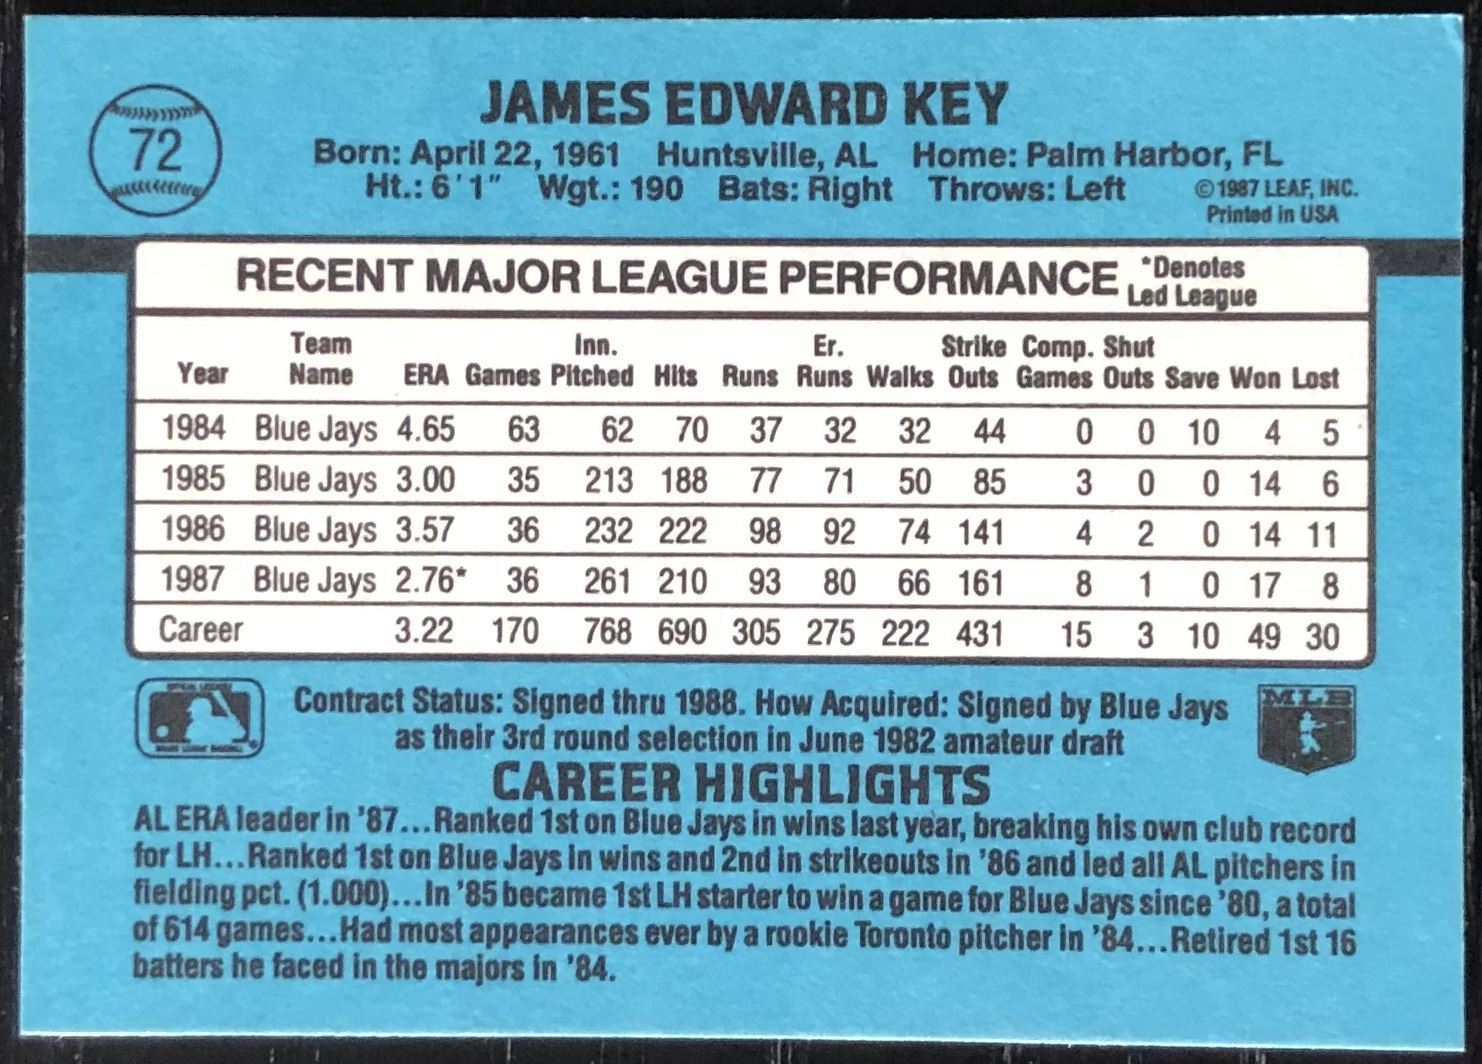 72
JAMES EDWARD KEY
Born: April 22, 1961 Huntsville, AL Home: Palm Harbor, FL
Ht.: 6'1" Wgt.: 190 Bats: Right Throws: Left
©1987 LEAF, INC.
Printed in USA
RECENT MAJOR LEAGUE PERFORMANCE *Denotes Led League
Year Team Name ERA Games Inn. Pitched Hits Runs Er. Runs Walks Strike Outs Comp. Games Shut Outs Save Won Lost
1984 Blue Jays 4.65 63 62 70 37 32 32 44 0 0 10 4 5
1985 Blue Jays 3.00 35 213 188 77 71 50 85 3 0 0 14 6
1986 Blue Jays 3.57 36 232 222 98 92 74 141 4 2 0 14 11
1987 Blue Jays 2.76* 36 261 210 93 80 66 161 8 1 0 17 8
Career 3.22 170 768 690 305 275 222 431 15 3 10 49 30
Contract Status: Signed thru 1988. How Acquired: Signed by Blue Jays
as their 3rd round selection in June 1982 amateur draft
MLB
CAREER HIGHLIGHTS
AL ERA leader in '87...Ranked 1st on Blue Jays in wins last year, breaking his own club record
for LH...Ranked 1st on Blue Jays in wins and 2nd in strikeouts in '86 and led all AL pitchers in
fielding pct. (1.000)...In '85 became 1st LH starter to win a game for Blue Jays since '80, a total
of 614 games...Had most appearances ever by a rookie Toronto pitcher in '84...Retired 1st 16
batters he faced in the majors in '84.